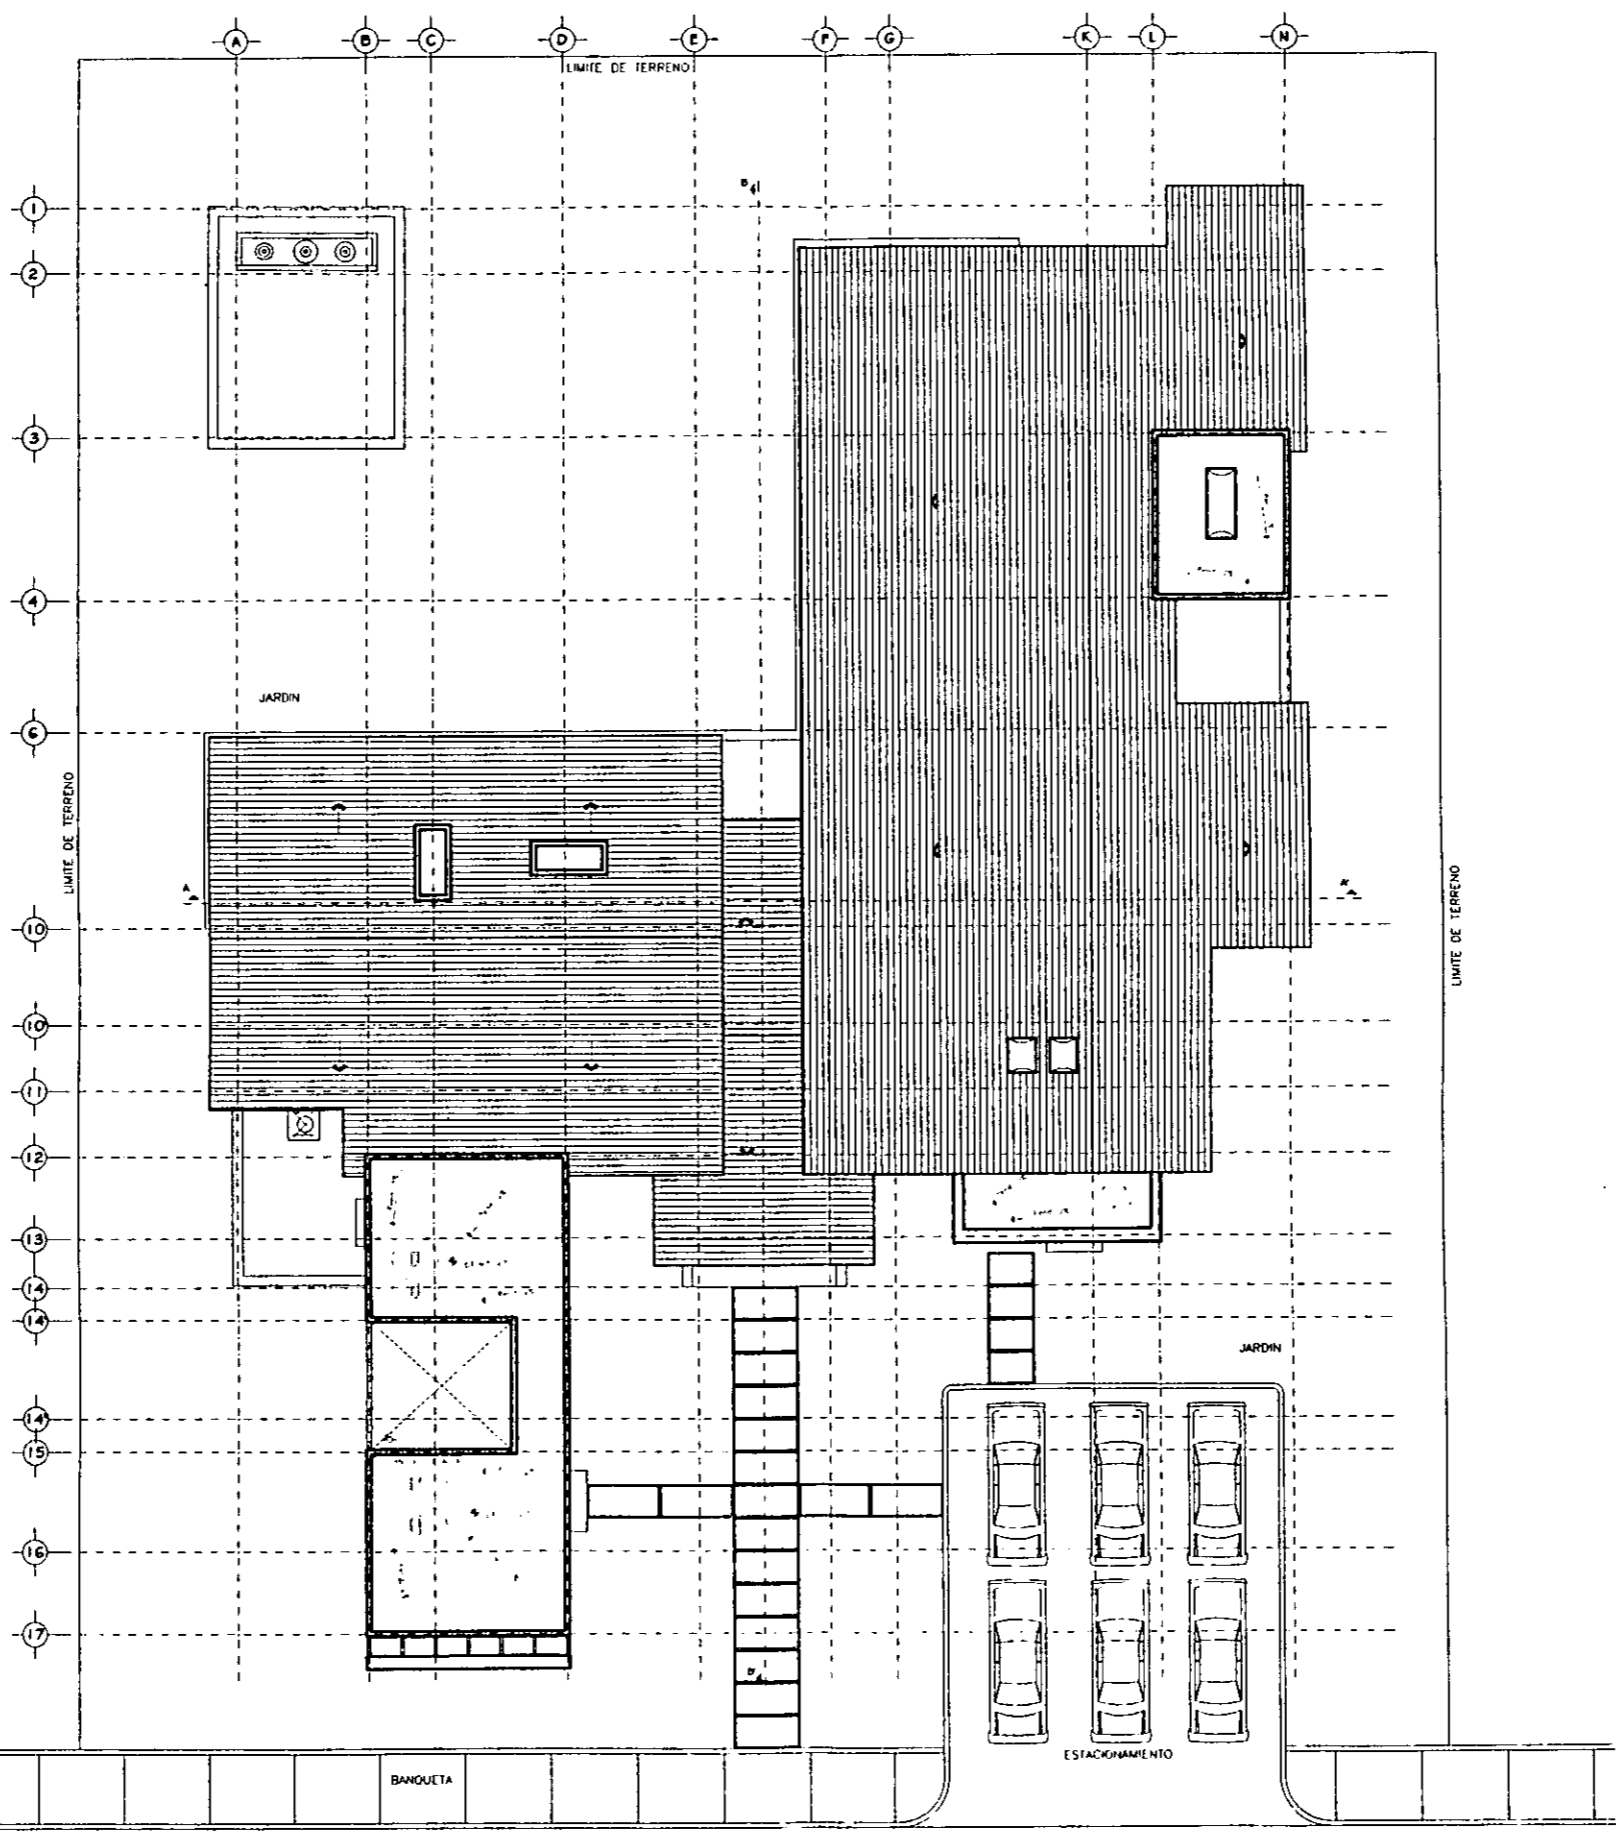 A B C D E F G K L N
LIMITE DE TERRENO
B
1
2
3
4
JARDIN
6
LIMITE DE TERRENO
LIMITE DE TERRENO
A
A'
10
10'
11
12
13
14
14'
JARDIN
14"
15
16
17
B'
ESTACIONAMIENTO
BANQUETA